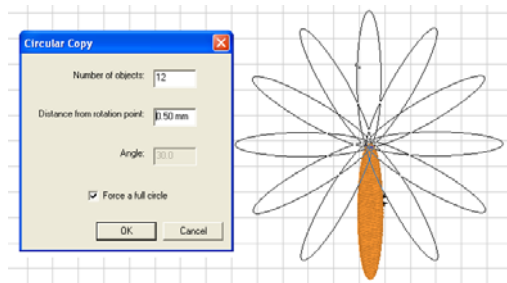 Circular Copy
Number of objects: 12
Distance from rotation point: 0.50 mm
Angle: 30.0
Force a full circle
OK Cancel